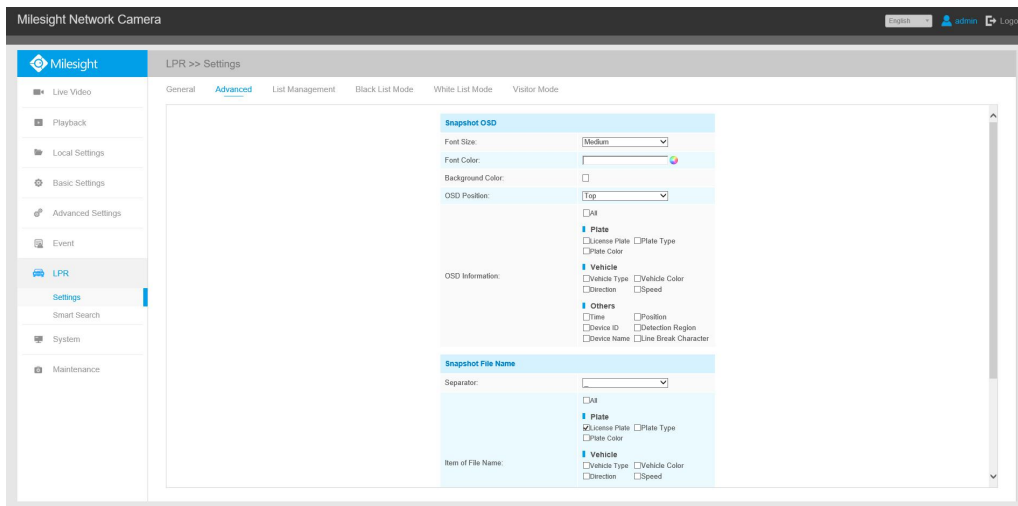 Milesight Network Camera
English admin Logo
Milesight
LPR >> Settings
Live Video
Playback
Local Settings
Basic Settings
Advanced Settings
Event
LPR
Settings
Smart Search
System
Maintenance
General Advanced List Management Black List Mode White List Mode Visitor Mode
Snapshot OSD
Font Size: Medium
Font Color:
Background Color:
OSD Position: Top
OSD Information:
All
Plate
License Plate Plate Type
Plate Color
Vehicle
Vehicle Type Vehicle Color
Direction Speed
Others
Time Position
Device ID Detection Region
Device Name Line Break Character
Snapshot File Name
Separator: _
Item of File Name:
All
Plate
License Plate Plate Type
Plate Color
Vehicle
Vehicle Type Vehicle Color
Direction Speed